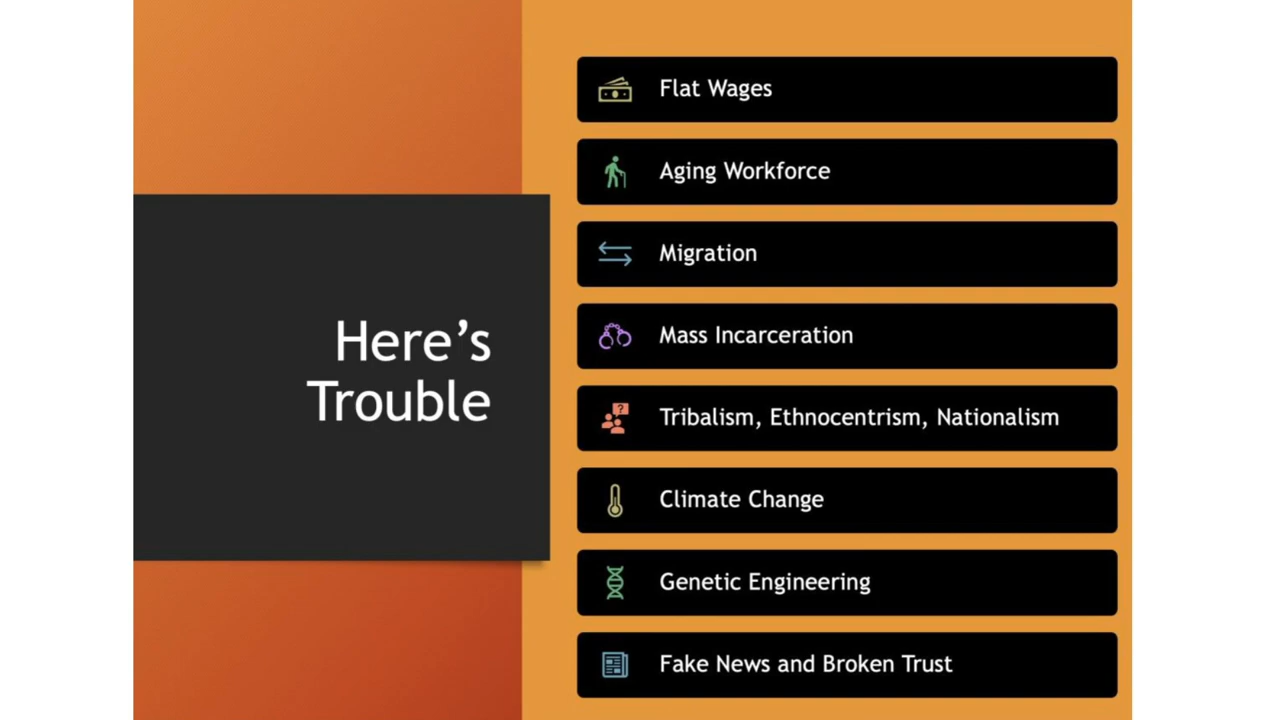 Here’s
Trouble
Flat Wages
Aging Workforce
Migration
Mass Incarceration
Tribalism, Ethnocentrism, Nationalism
Climate Change
Genetic Engineering
Fake News and Broken Trust